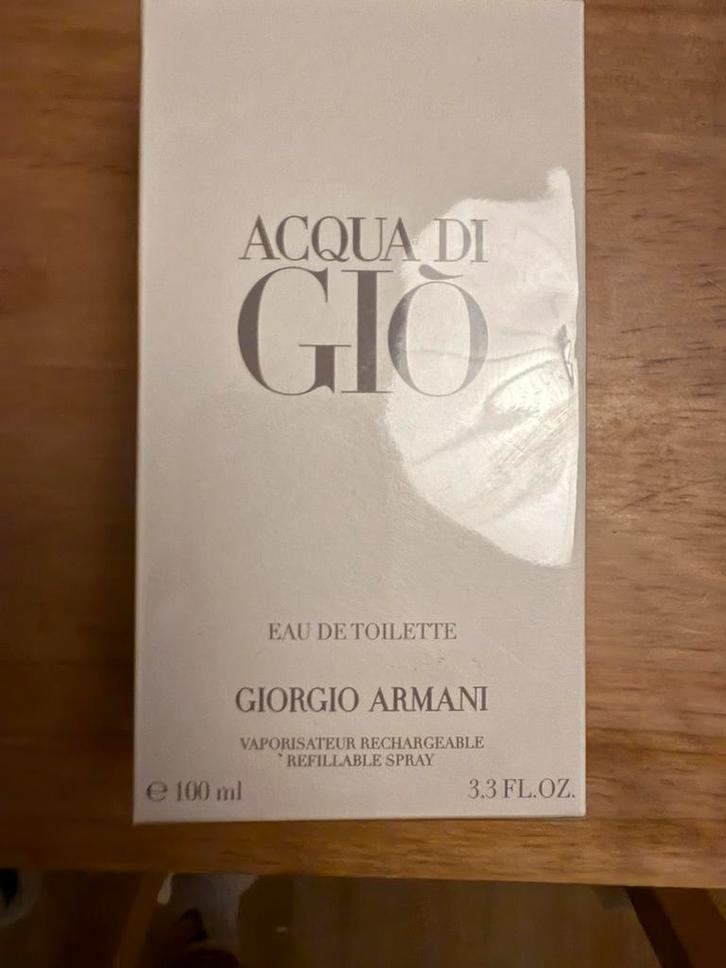 ACQUA DI
GIÒ
EAU DE TOILETTE
GIORGIO ARMANI
VAPORISATEUR RECHARGEABLE
REFILLABLE SPRAY
℮ 100 ml 3.3 FL.OZ.